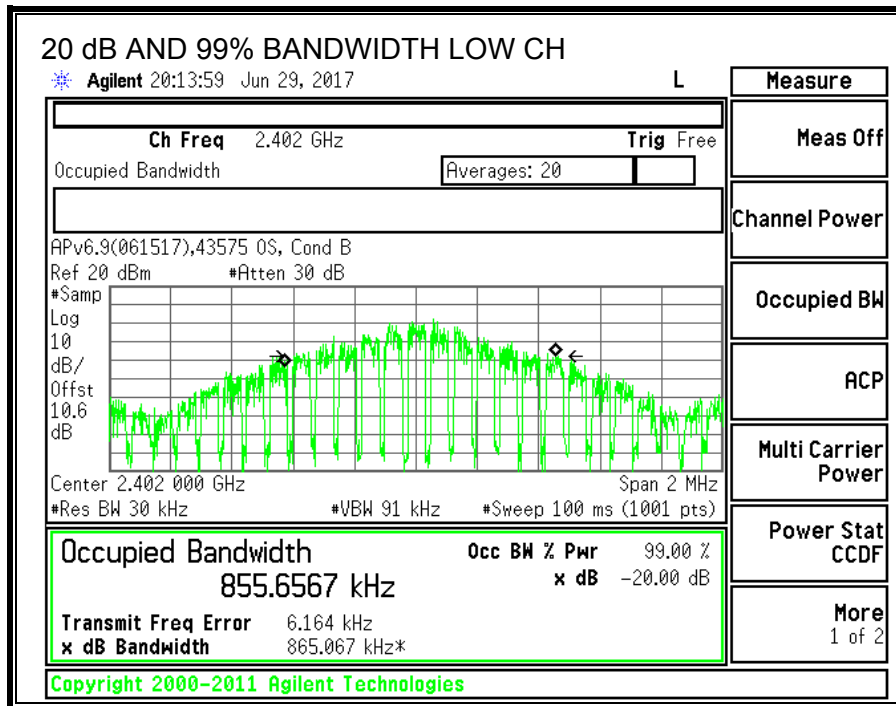 20 dB AND 99% BANDWIDTH LOW CH
Agilent 20:13:59 Jun 29, 2017 L
Measure
Ch Freq 2.402 GHz Trig Free
Occupied Bandwidth Averages: 20
APv6.9(061517),43575 OS, Cond B
Ref 20 dBm #Atten 30 dB
#Samp
Log
10
dB/
Offst
10.6
dB
Center 2.402 000 GHz Span 2 MHz
#Res BW 30 kHz #VBW 91 kHz #Sweep 100 ms (1001 pts)
Occupied Bandwidth Occ BW % Pwr 99.00 %
855.6567 kHz x dB -20.00 dB
Transmit Freq Error 6.164 kHz
x dB Bandwidth 865.067 kHz*
Meas Off
Channel Power
Occupied BW
ACP
Multi Carrier
Power
Power Stat
CCDF
More
1 of 2
Copyright 2000-2011 Agilent Technologies